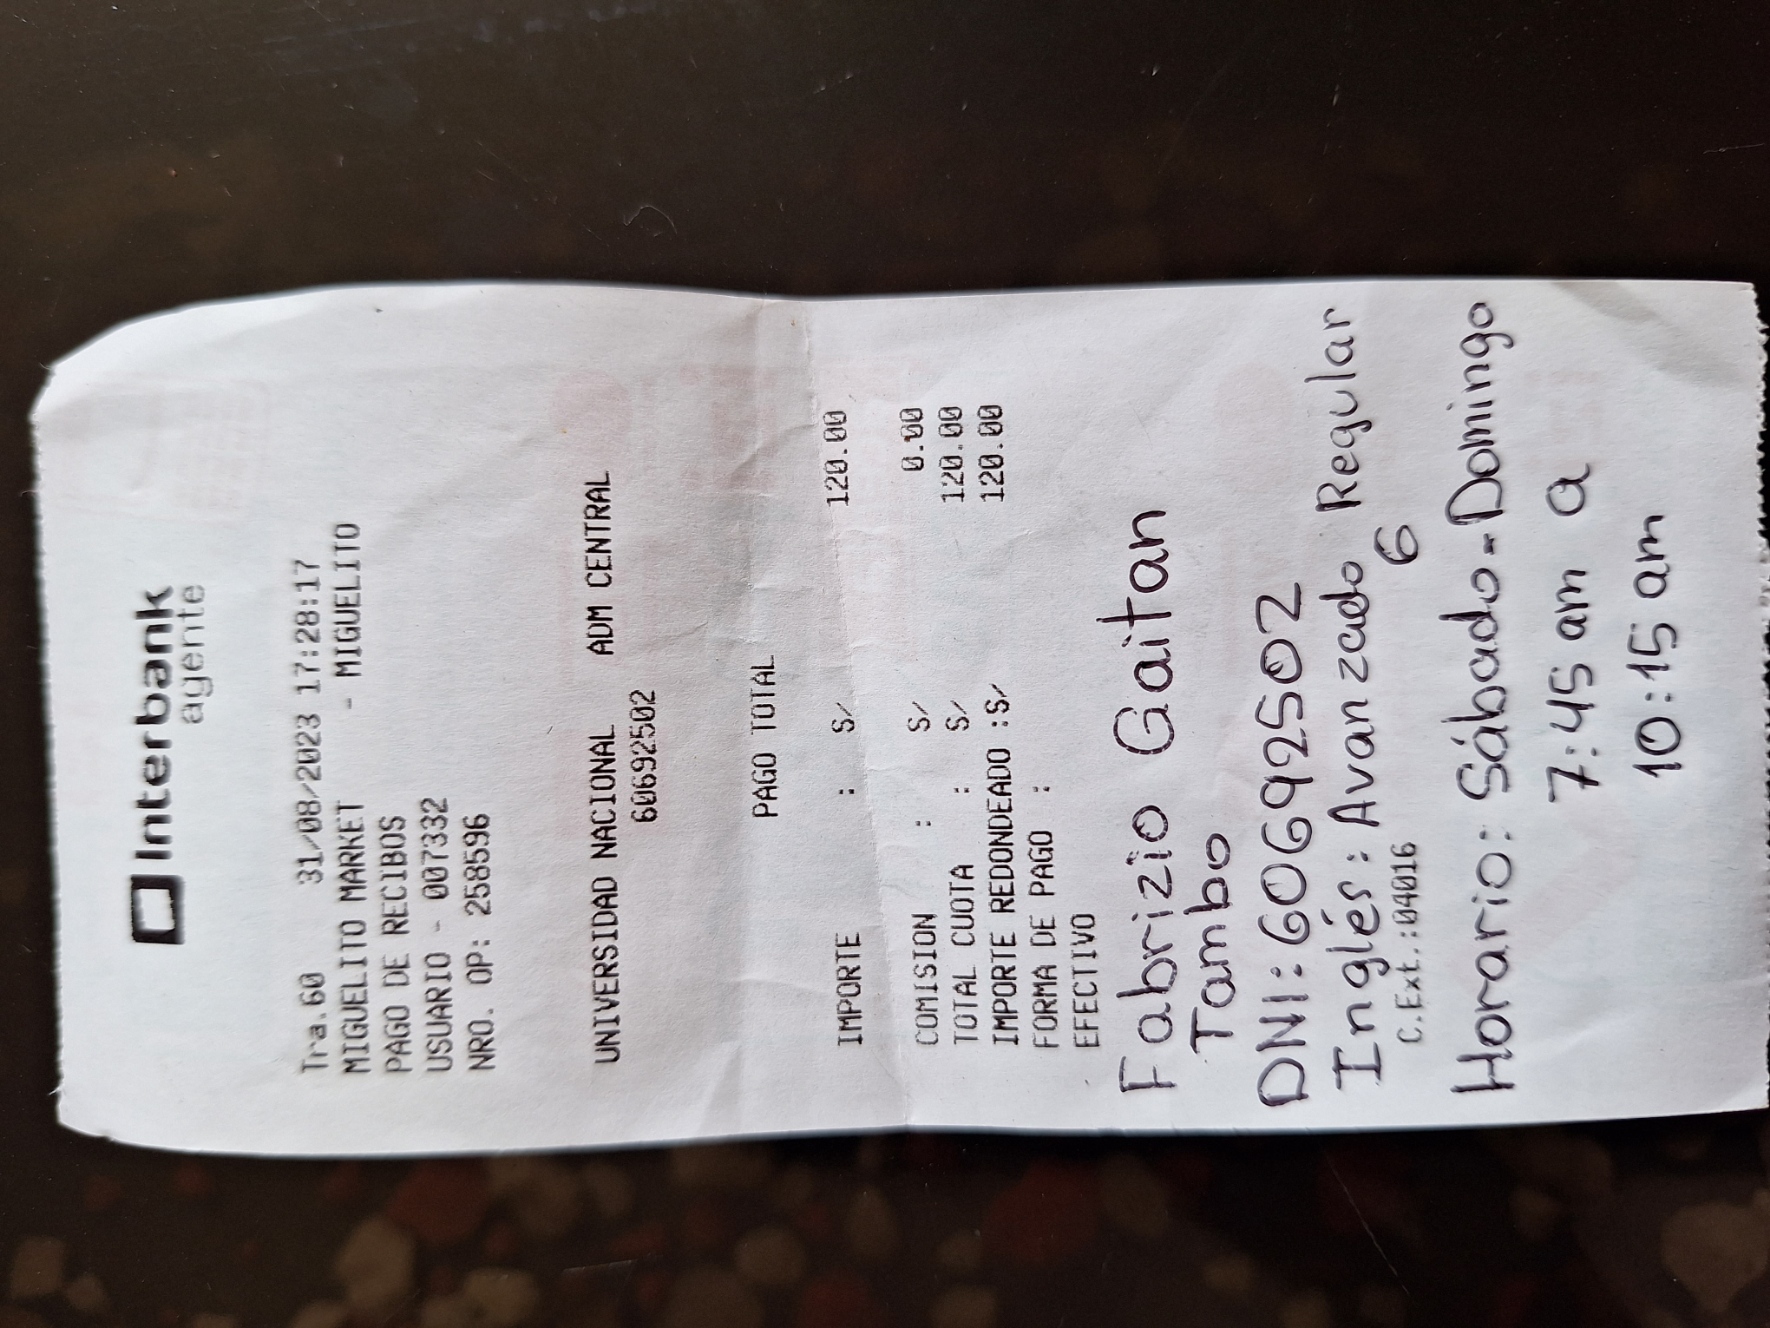 Interbank
agente
Tra.60 31/08/2023 17:28:17
MIGUELITO MARKET - MIGUELITO
PAGO DE RECIBOS
USUARIO - 007332
NRO. OP: 258596
UNIVERSIDAD NACIONAL ADM CENTRAL
60692502
PAGO TOTAL
IMPORTE : S/ 120.00
COMISION : S/ 0.00
TOTAL CUOTA : S/ 120.00
IMPORTE REDONDEADO :S/ 120.00
FORMA DE PAGO :
EFECTIVO
Fabrizio Gaitan
Tambo
DNI: 60692502
Inglés: Avanzado Regular
6
C.Ext.:04016
Horario: Sábado-Domingo
7:45 am a
10:15 am